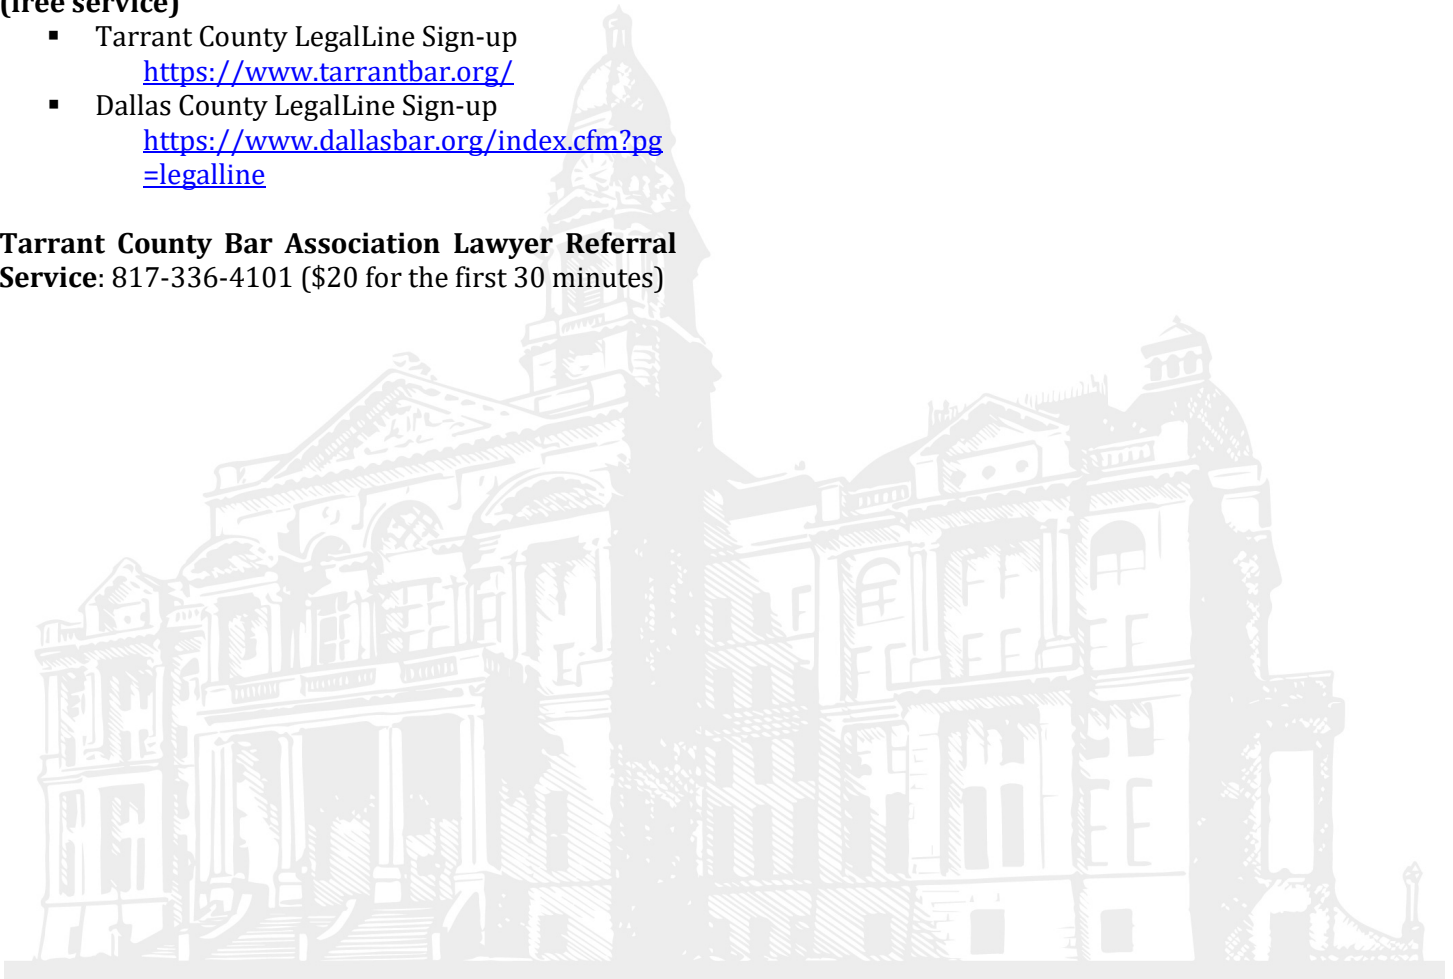 (free service)
▪ Tarrant County LegalLine Sign-up
https://www.tarrantbar.org/
▪ Dallas County LegalLine Sign-up
https://www.dallasbar.org/index.cfm?pg
=legalline
Tarrant County Bar Association Lawyer Referral
Service: 817-336-4101 ($20 for the first 30 minutes)